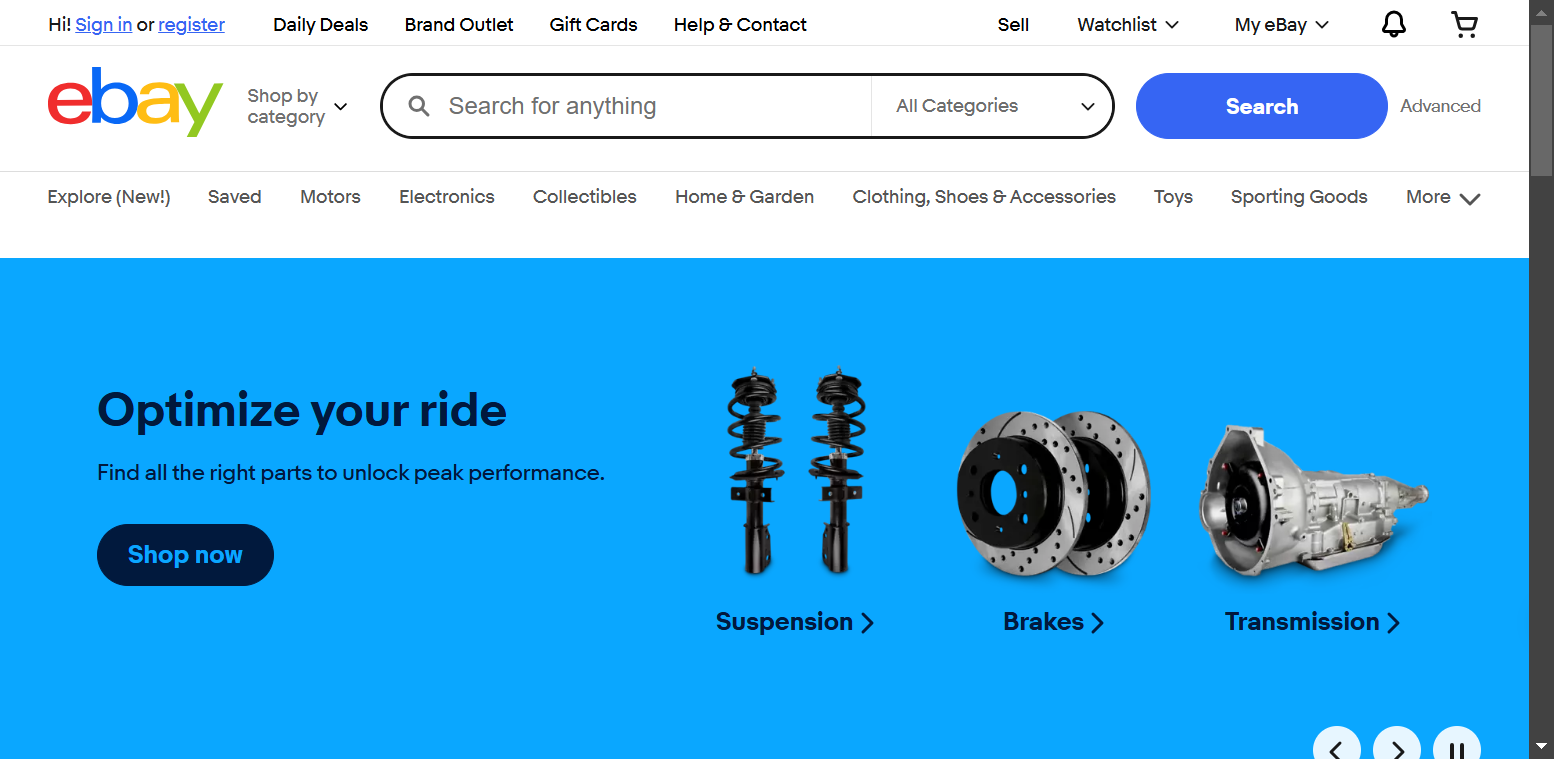 Hi! Sign in or register Daily Deals Brand Outlet Gift Cards Help & Contact Sell Watchlist My eBay
ebay
Shop by
category
Search for anything All Categories Search Advanced
Explore (New!) Saved Motors Electronics Collectibles Home & Garden Clothing, Shoes & Accessories Toys Sporting Goods More
Optimize your ride
Find all the right parts to unlock peak performance.
Shop now
Suspension Brakes Transmission